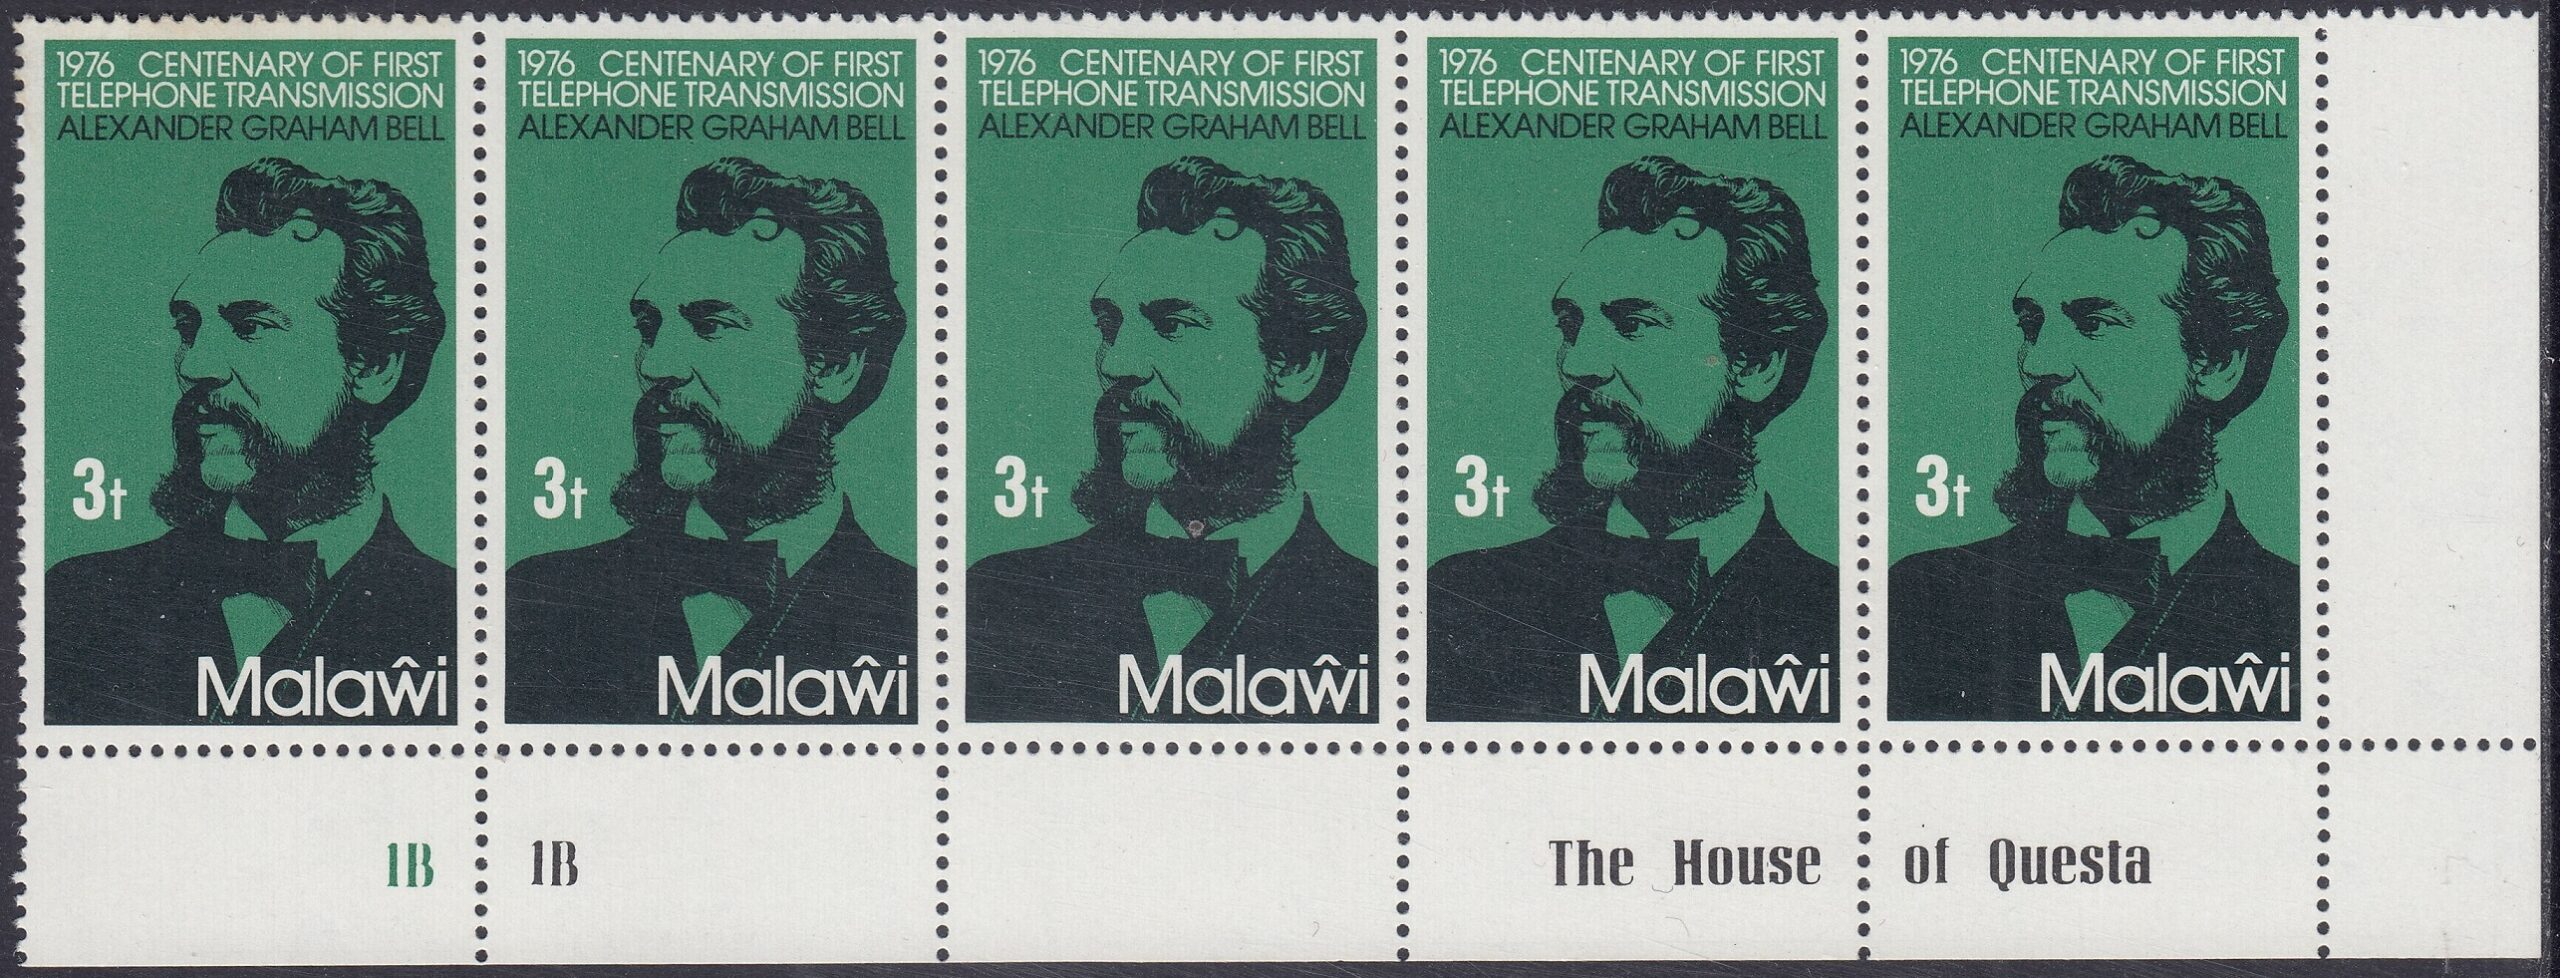 1976 CENTENARY OF FIRST
TELEPHONE TRANSMISSION
ALEXANDER GRAHAM BELL
3t
Malaŵi
1976 CENTENARY OF FIRST
TELEPHONE TRANSMISSION
ALEXANDER GRAHAM BELL
3t
Malaŵi
1976 CENTENARY OF FIRST
TELEPHONE TRANSMISSION
ALEXANDER GRAHAM BELL
3t
Malaŵi
1976 CENTENARY OF FIRST
TELEPHONE TRANSMISSION
ALEXANDER GRAHAM BELL
3t
Malaŵi
1976 CENTENARY OF FIRST
TELEPHONE TRANSMISSION
ALEXANDER GRAHAM BELL
3t
Malaŵi
1B 1B The House of Questa